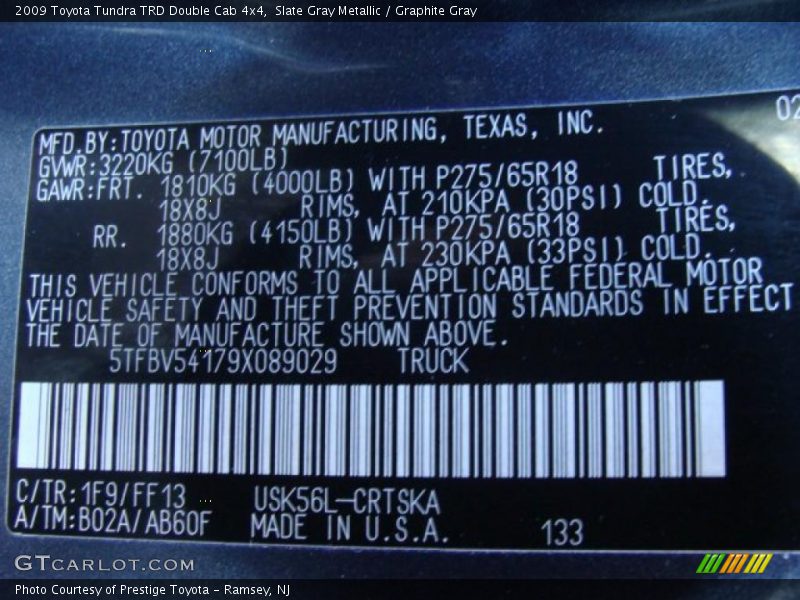 2009 Toyota Tundra TRD Double Cab 4x4,  Slate Gray Metallic / Graphite Gray
02
MFD.BY:TOYOTA MOTOR MANUFACTURING, TEXAS, INC.
GVWR:3220KG (7100LB)
GAWR:FRT. 1810KG (4000LB) WITH P275/65R18 TIRES,
18X8J RIMS, AT 210KPA (30PSI) COLD.
RR. 1880KG (4150LB) WITH P275/65R18 TIRES,
18X8J RIMS, AT 230KPA (33PSI) COLD.
THIS VEHICLE CONFORMS TO ALL APPLICABLE FEDERAL MOTOR
VEHICLE SAFETY AND THEFT PREVENTION STANDARDS IN EFFECT
THE DATE OF MANUFACTURE SHOWN ABOVE.
5TFBV54179X089029 TRUCK
C/TR:1F9/FF13 USK56L-CRTSKA
A/TM:B02A/AB60F MADE IN U.S.A. 133
GTCARLOT.COM
Photo Courtesy of Prestige Toyota - Ramsey, NJ